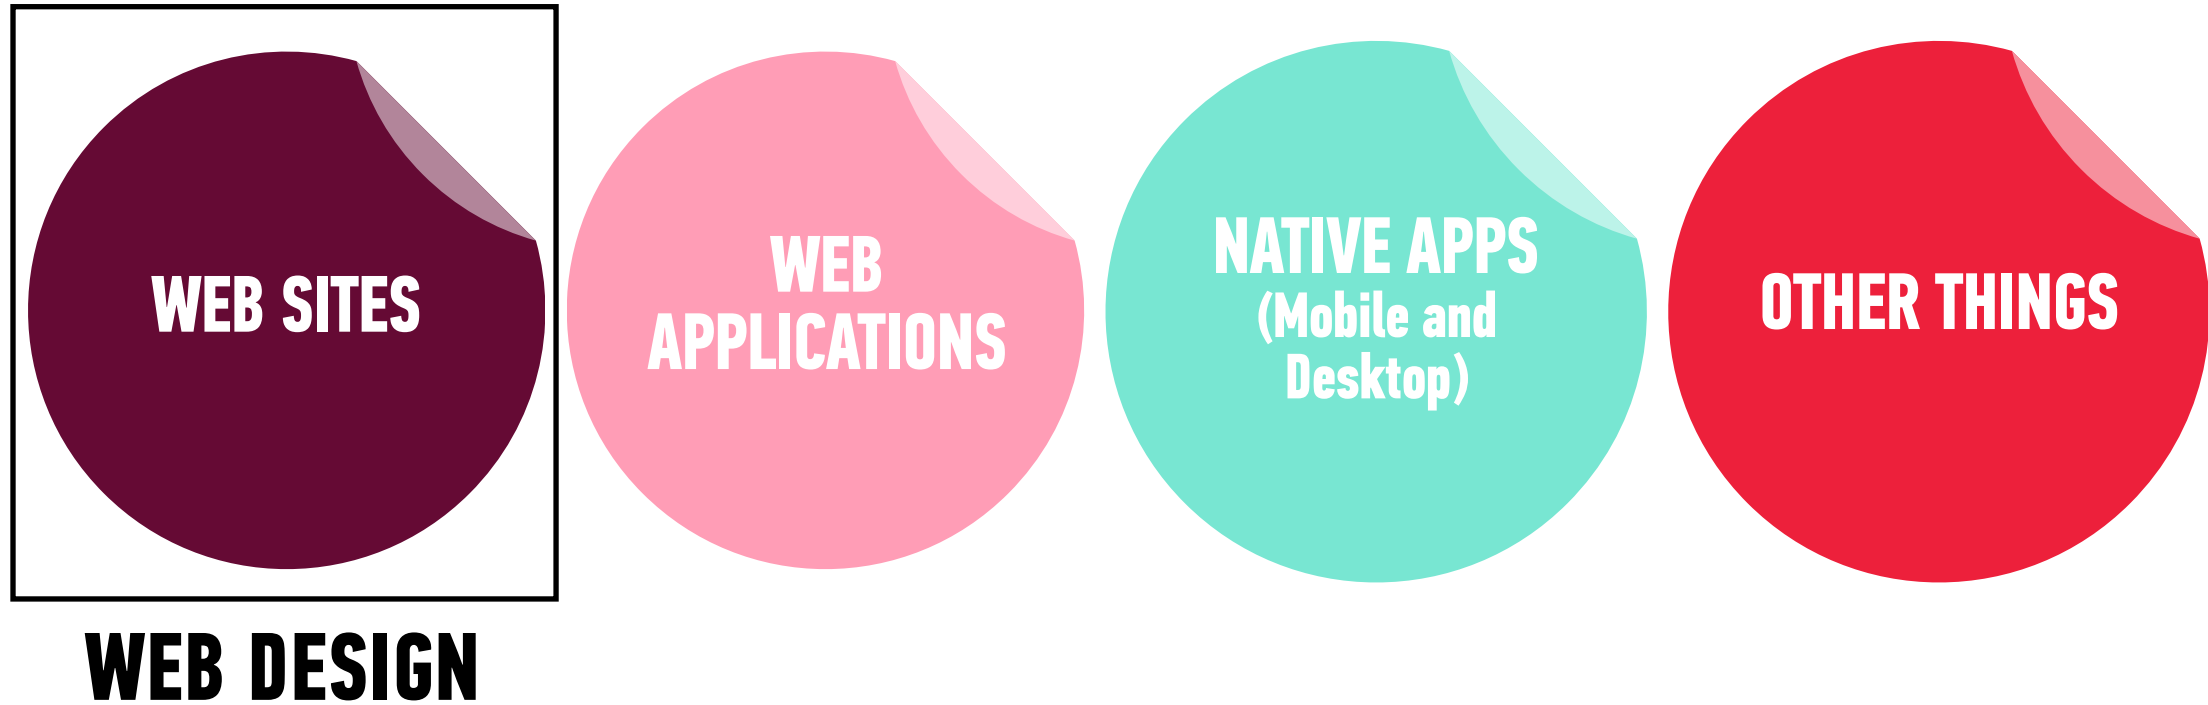 WEB SITES
WEB
APPLICATIONS
NATIVE APPS
(Mobile and
Desktop)
OTHER THINGS
WEB DESIGN